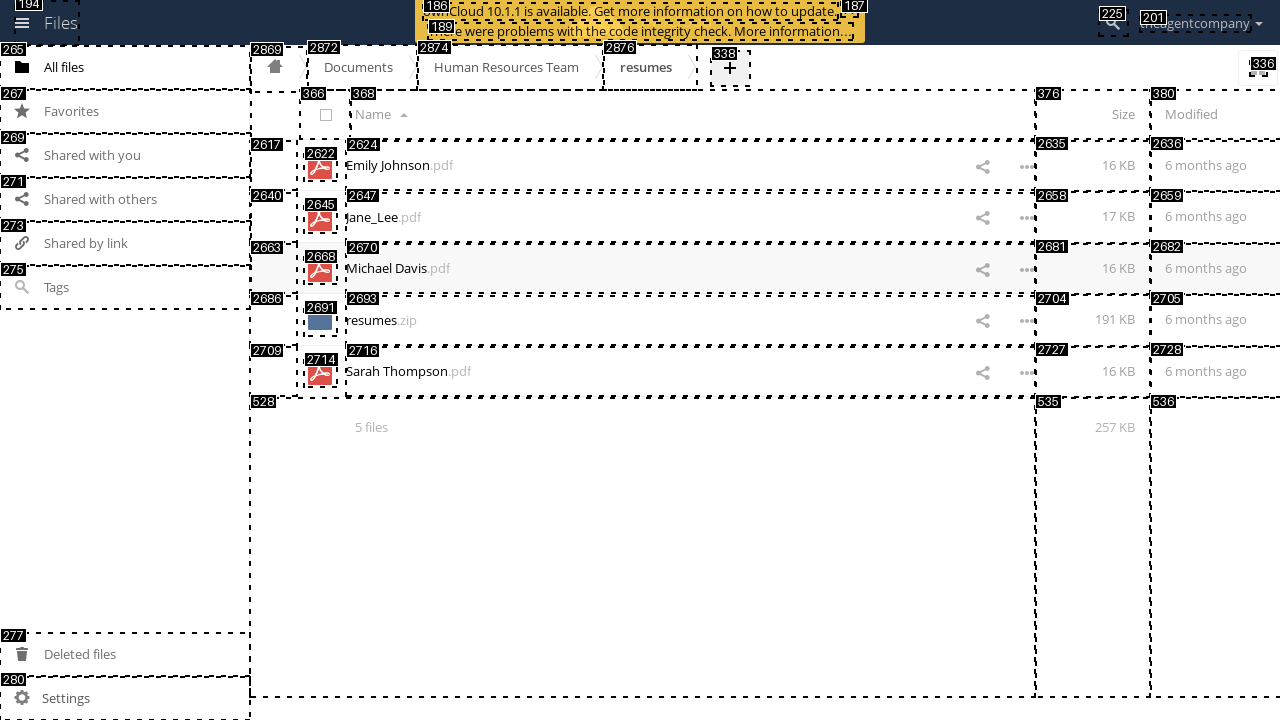 194
Files
186
ownCloud 10.1.1 is available. Get more information on how to update.
187
189
There were problems with the code integrity check. More information…
225
201
theagentcompany
265
All files
2869
2872
Documents
2874
Human Resources Team
2876
resumes
338
336
267
Favorites
366
368
Name
376
Size
380
Modified
269
Shared with you
2617
2622
2624
Emily Johnson.pdf
2635
16 KB
2636
6 months ago
271
Shared with others
2640
2645
2647
Jane_Lee.pdf
2658
17 KB
2659
6 months ago
273
Shared by link
2663
2668
2670
Michael Davis.pdf
2681
16 KB
2682
6 months ago
275
Tags
2686
2691
2693
resumes.zip
2704
191 KB
2705
6 months ago
2709
2714
2716
Sarah Thompson.pdf
2727
16 KB
2728
6 months ago
528
5 files
535
257 KB
536
277
Deleted files
280
Settings